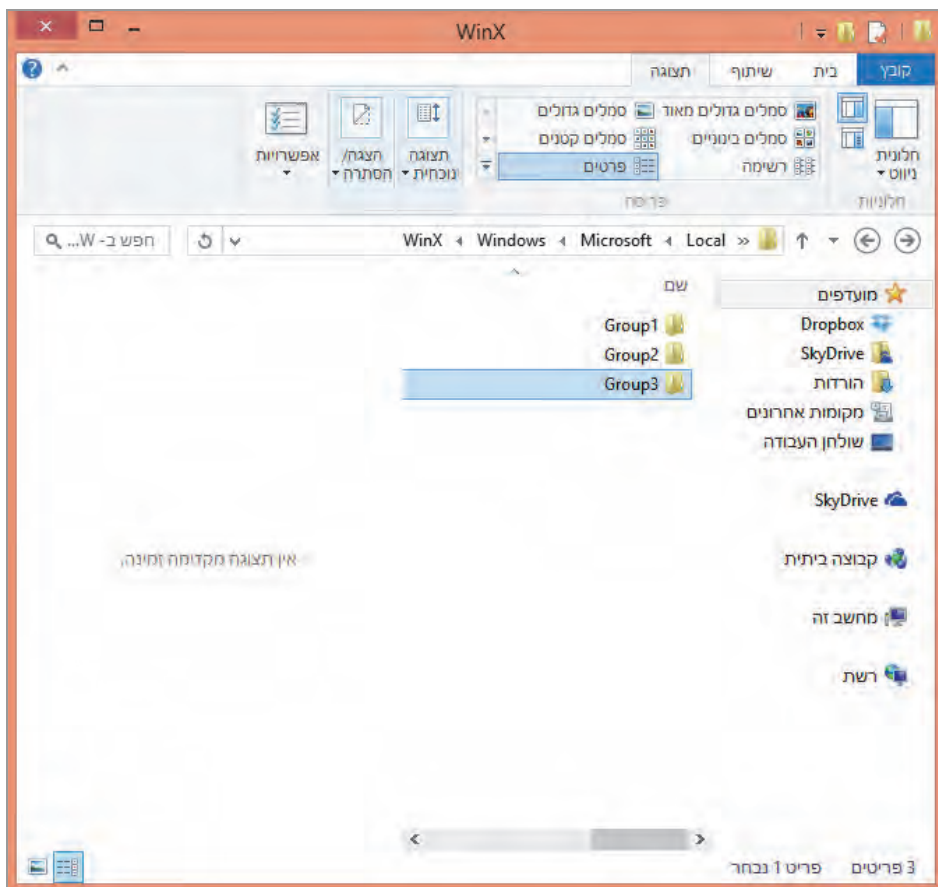 WinX
קובץ בית שיתוף תצוגה
חלונית ניווט
סמלים גדולים מאוד סמלים גדולים
סמלים בינוניים סמלים קטנים
רשימה פרטים
תצוגה נוכחית
הצגה/ הסתרה
אפשרויות
חלוניות פריסה
« Local Microsoft Windows WinX
חפש ב- W...
שם
Group1
Group2
Group3
מועדפים
Dropbox
SkyDrive
הורדות
מקומות אחרונים
שולחן העבודה
SkyDrive
קבוצה ביתית
מחשב זה
רשת
אין תצוגה מקדימה זמינה.
3 פריטים פריט 1 נבחר